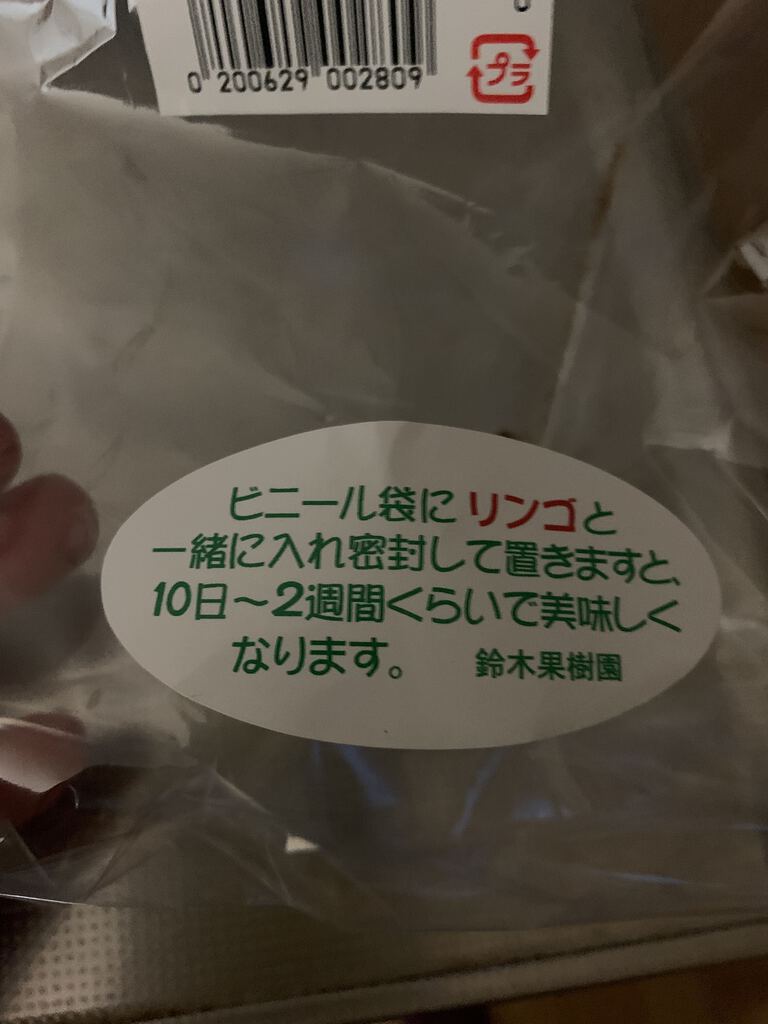 0 200629 002809
プラ
ビニール袋にリンゴと
一緒に入れ密封して置きますと、
10日～2週間くらいで美味しく
なります。 鈴木果樹園